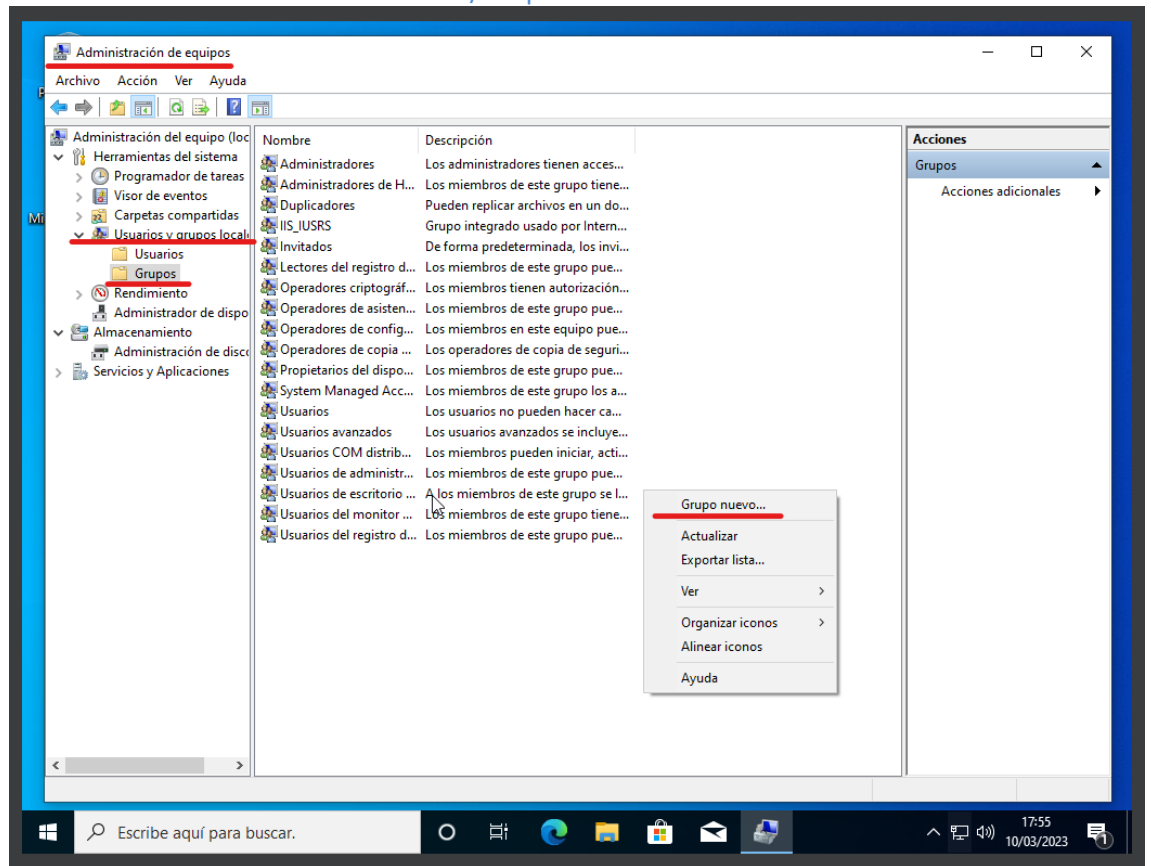 Administración de equipos
Archivo Acción Ver Ayuda
Administración del equipo (loc
Herramientas del sistema
Programador de tareas
Visor de eventos
Carpetas compartidas
Usuarios y grupos local
Usuarios
Grupos
Rendimiento
Administrador de dispo
Almacenamiento
Administración de disc
Servicios y Aplicaciones
Nombre Descripción
Administradores Los administradores tienen acces...
Administradores de H... Los miembros de este grupo tiene...
Duplicadores Pueden replicar archivos en un do...
IIS_IUSRS Grupo integrado usado por Intern...
Invitados De forma predeterminada, los invi...
Lectores del registro d... Los miembros de este grupo pue...
Operadores criptográf... Los miembros tienen autorización...
Operadores de asisten... Los miembros de este grupo pue...
Operadores de config... Los miembros en este equipo pue...
Operadores de copia ... Los operadores de copia de seguri...
Propietarios del dispo... Los miembros de este grupo pue...
System Managed Acc... Los miembros de este grupo los a...
Usuarios Los usuarios no pueden hacer ca...
Usuarios avanzados Los usuarios avanzados se incluye...
Usuarios COM distrib... Los miembros pueden iniciar, acti...
Usuarios de administr... Los miembros de este grupo pue...
Usuarios de escritorio ... A los miembros de este grupo se l...
Usuarios del monitor ... Los miembros de este grupo tiene...
Usuarios del registro d... Los miembros de este grupo pue...
Grupo nuevo...
Actualizar
Exportar lista...
Ver
Organizar iconos
Alinear iconos
Ayuda
Acciones
Grupos
Acciones adicionales
Mi
Escribe aquí para buscar.
17:55
10/03/2023
1